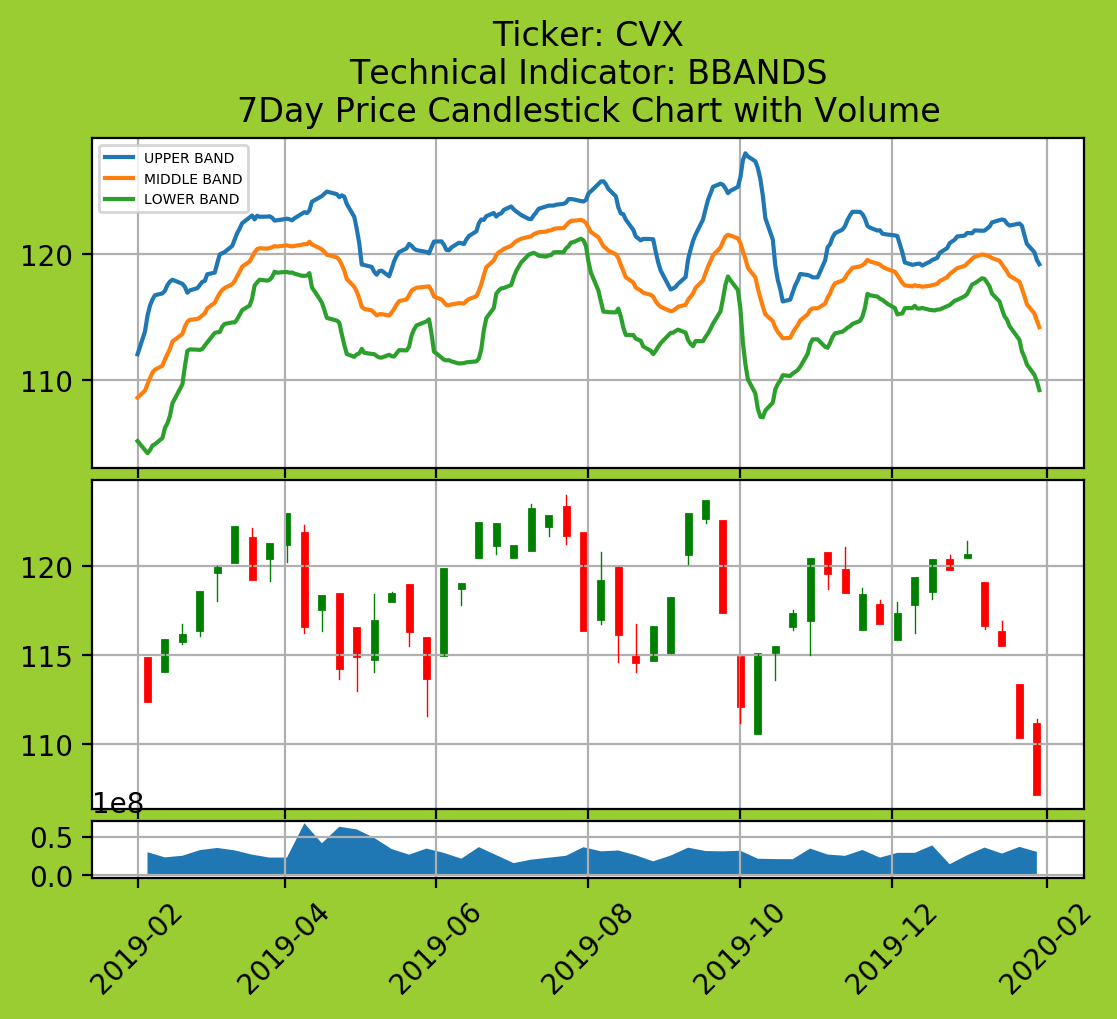 Ticker: CVX
Technical Indicator: BBANDS
7Day Price Candlestick Chart with Volume
UPPER BAND
MIDDLE BAND
LOWER BAND
120
110
120
115
110
1e8
0.5
0.0
2019-02
2019-04
2019-06
2019-08
2019-10
2019-12
2020-02